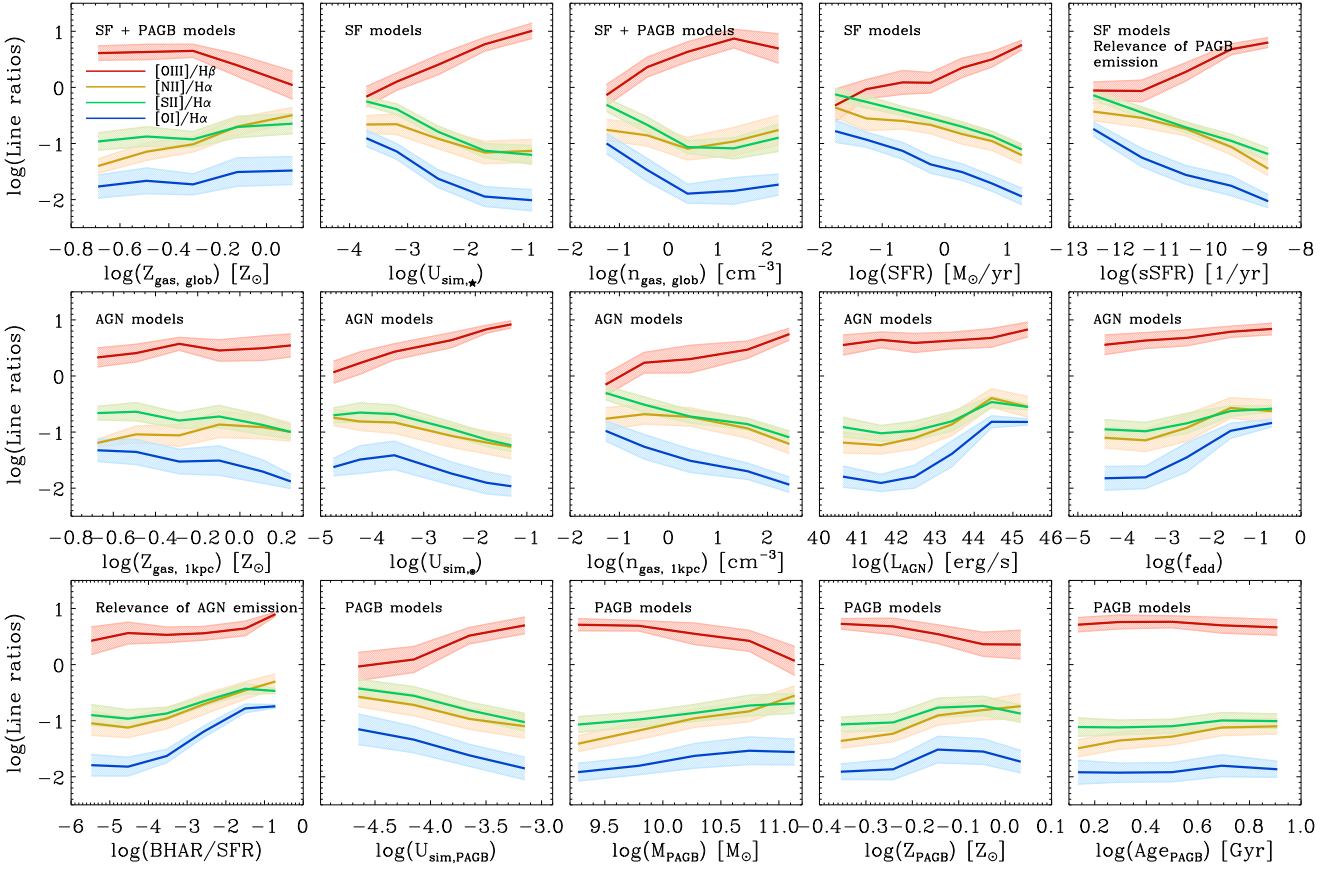 SF + PAGB models
[OIII]/Hβ
[NII]/Hα
[SII]/Hα
[OI]/Hα
SF models
SF + PAGB models
SF models
SF models
Relevance of PAGB
emission
log(Line ratios)
1
0
-1
-2
-0.8 -0.6 -0.4 -0.2 0.0
-4 -3 -2 -1
-2 -1 0 1 2
-2 -1 0 1
-13 -12 -11 -10 -9 -8
log(Z_gas, glob) [Z_⊙]
log(U_sim,★)
log(n_gas, glob) [cm^-3]
log(SFR) [M_⊙/yr]
log(sSFR) [1/yr]
AGN models
AGN models
AGN models
AGN models
AGN models
log(Line ratios)
1
0
-1
-2
-0.8 -0.6 -0.4 -0.2 0.0 0.2
-5 -4 -3 -2 -1
-2 -1 0 1 2 3
40 41 42 43 44 45 46
-5 -4 -3 -2 -1 0
log(Z_gas, 1kpc) [Z_⊙]
log(U_sim,●)
log(n_gas, 1kpc) [cm^-3]
log(L_AGN) [erg/s]
log(f_edd)
Relevance of AGN emission
PAGB models
PAGB models
PAGB models
PAGB models
log(Line ratios)
1
0
-1
-2
-6 -5 -4 -3 -2 -1 0
-4.5 -4.0 -3.5 -3.0
9.5 10.0 10.5 11.0
-0.4 -0.3 -0.2 -0.1 0.0 0.1
0.2 0.4 0.6 0.8 1.0
log(BHAR/SFR)
log(U_sim,PAGB)
log(M_PAGB) [M_⊙]
log(Z_PAGB) [Z_⊙]
log(Age_PAGB) [Gyr]